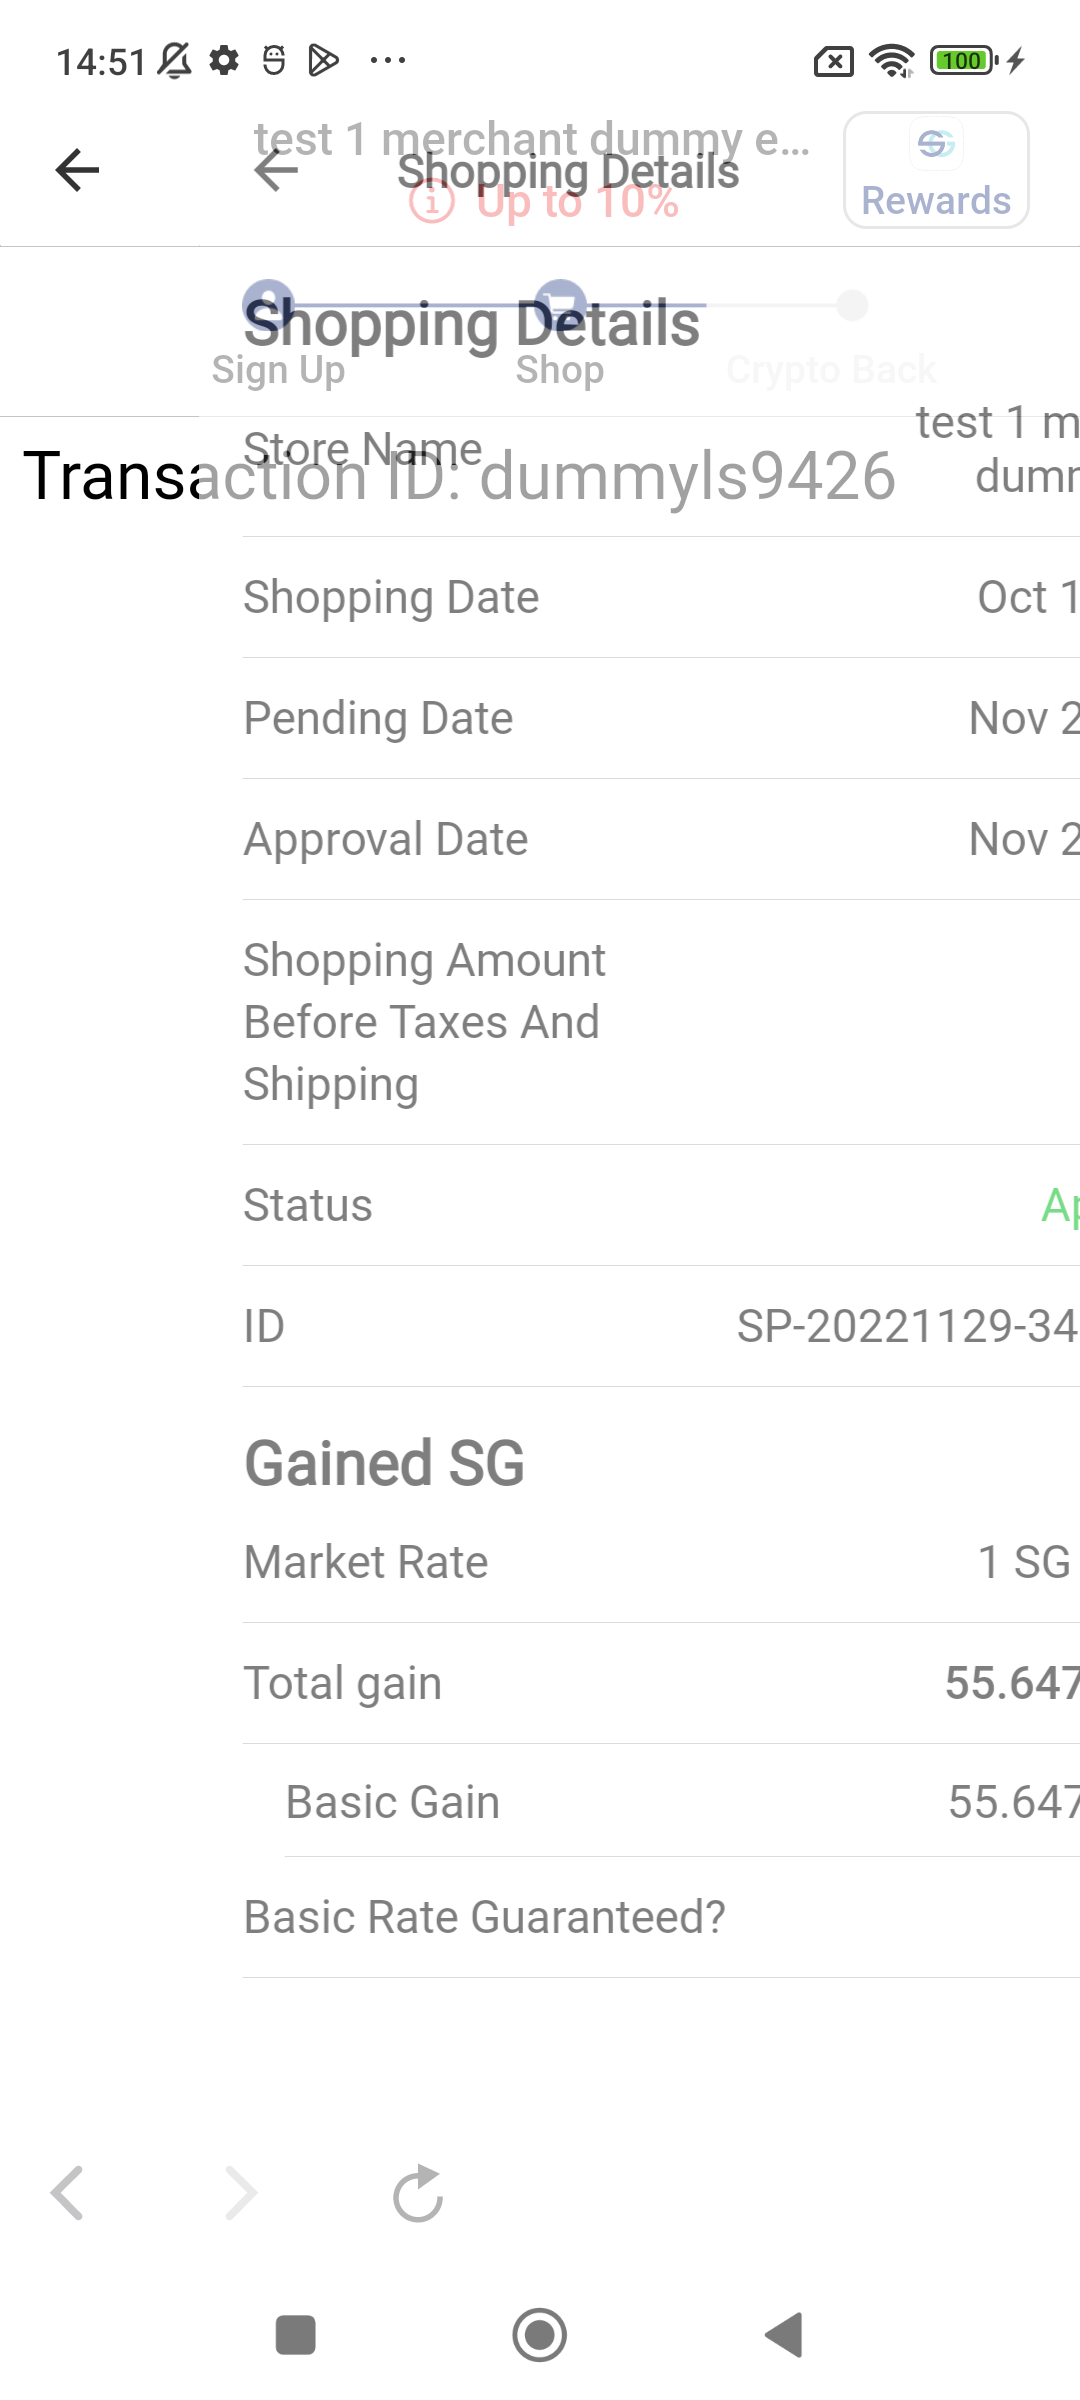 14:51
100
test 1 merchant dummy e...
Shopping Details
Up to 10%
Rewards
Shopping Details
Sign Up
Shop
Crypto Back
Store Name
test 1 m
dumm
Transaction ID: dummyls9426
Shopping Date
Oct 1
Pending Date
Nov 2
Approval Date
Nov 2
Shopping Amount
Before Taxes And
Shipping
Status
Ap
ID
SP-20221129-34
Gained SG
Market Rate
1 SG
Total gain
55.647
Basic Gain
55.647
Basic Rate Guaranteed?